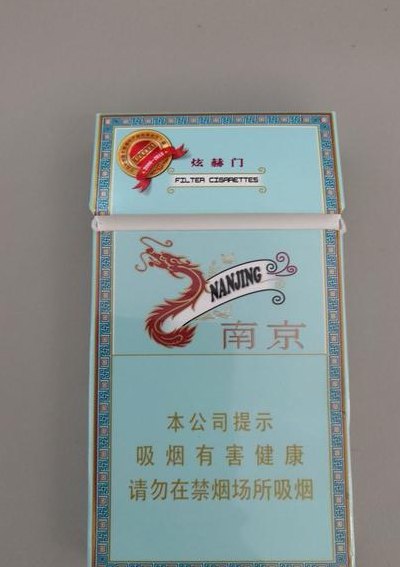 炫赫门
FILTER CIGARETTES
NANJING
南京
本公司提示
吸烟有害健康
请勿在禁烟场所吸烟